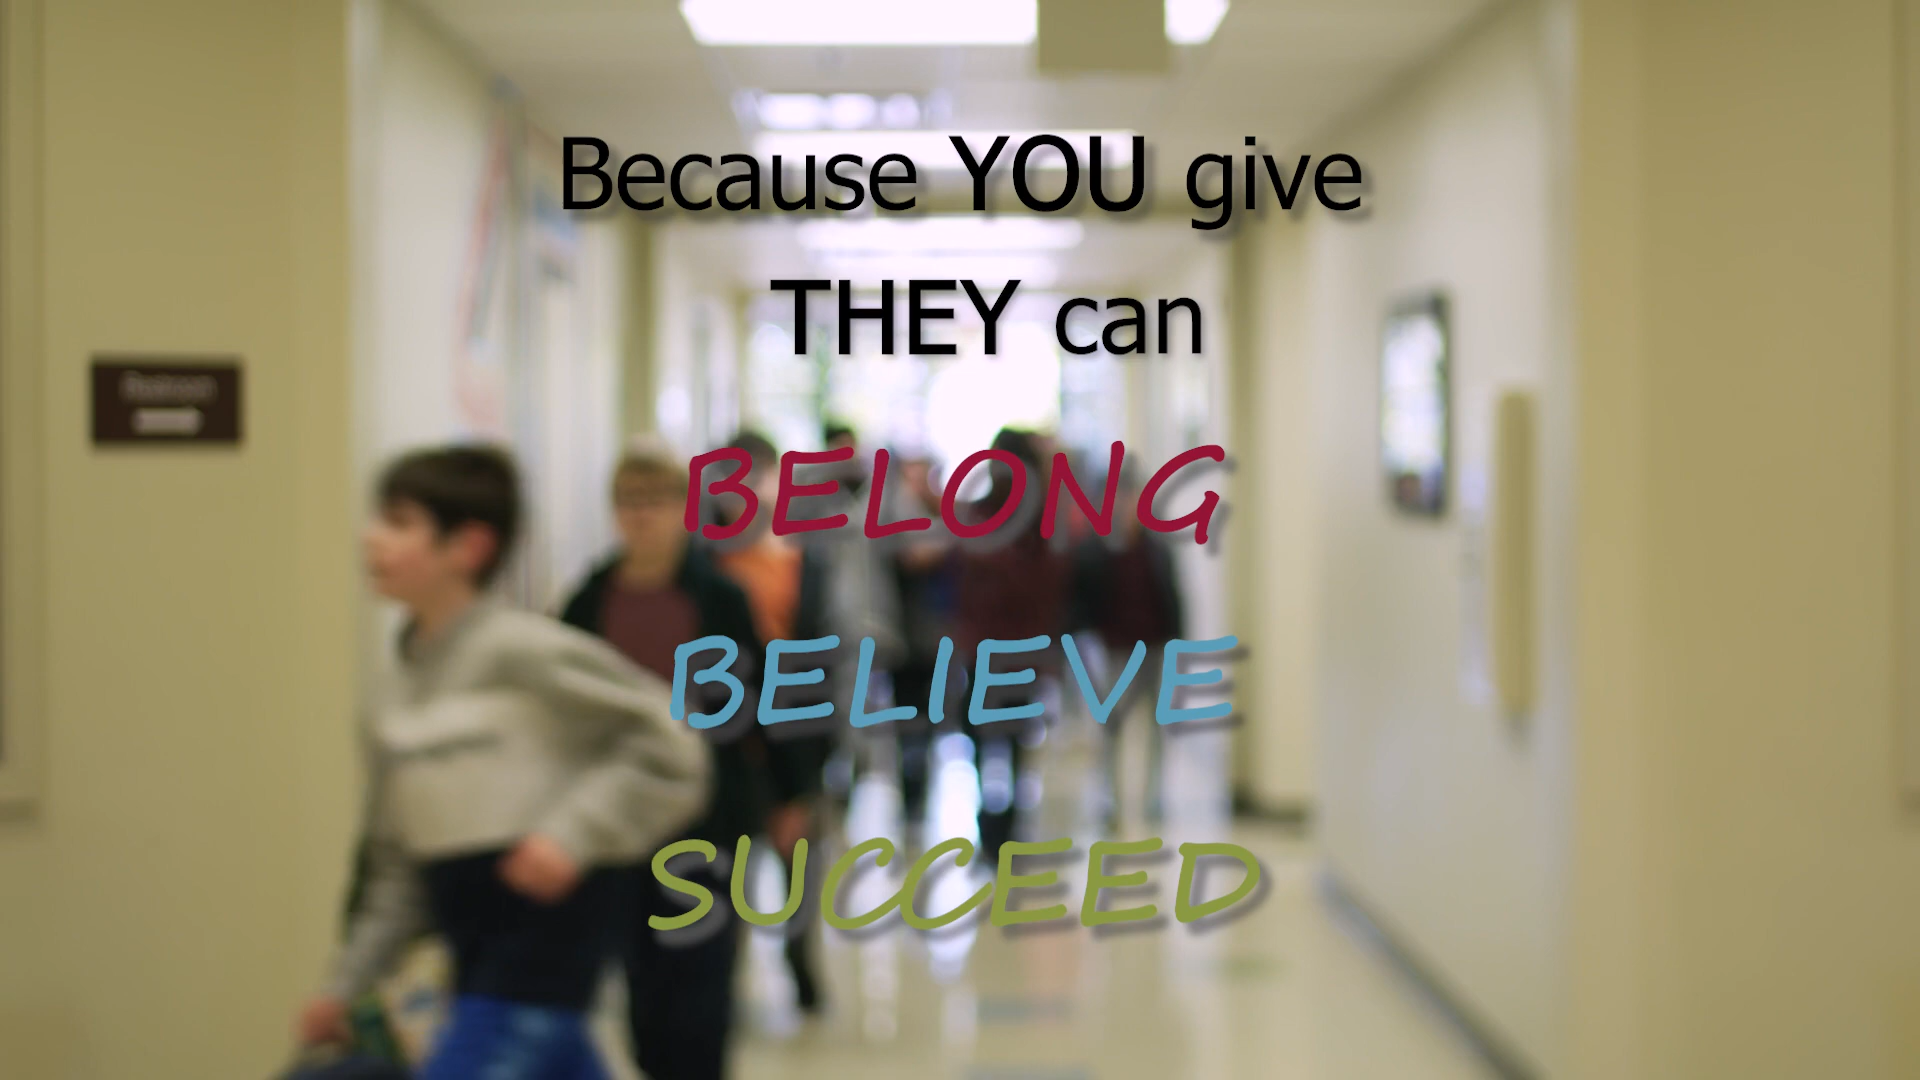 Because YOU give
THEY can
BELONG
BELIEVE
SUCCEED